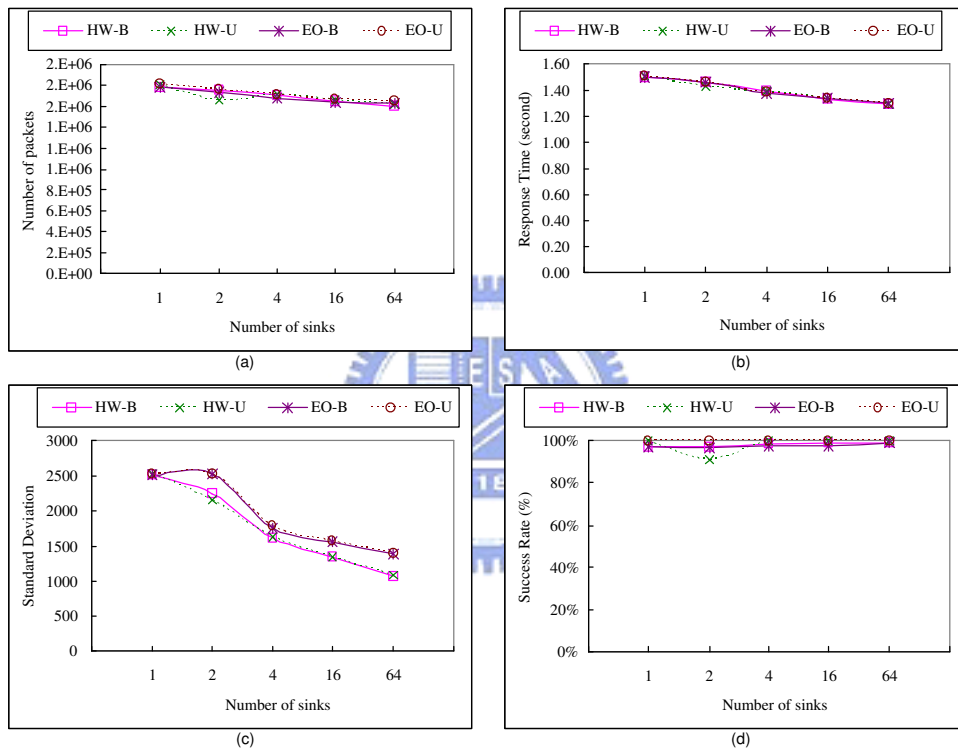 HW-B HW-U EO-B EO-U
2.E+06
2.E+06
2.E+06
1.E+06
1.E+06
1.E+06
8.E+05
6.E+05
4.E+05
2.E+05
0.E+00
Number of packets
1 2 4 16 64
Number of sinks
(a)
HW-B HW-U EO-B EO-U
1.60
1.40
1.20
1.00
0.80
0.60
0.40
0.20
0.00
Response Time (second)
1 2 4 16 64
Number of sinks
(b)
HW-B HW-U EO-B EO-U
3000
2500
2000
1500
1000
500
0
Standard Deviation
1 2 4 16 64
Number of sinks
(c)
HW-B HW-U EO-B EO-U
100%
80%
60%
40%
20%
0%
Success Rate (%)
1 2 4 16 64
Number of sinks
(d)
E S A
18